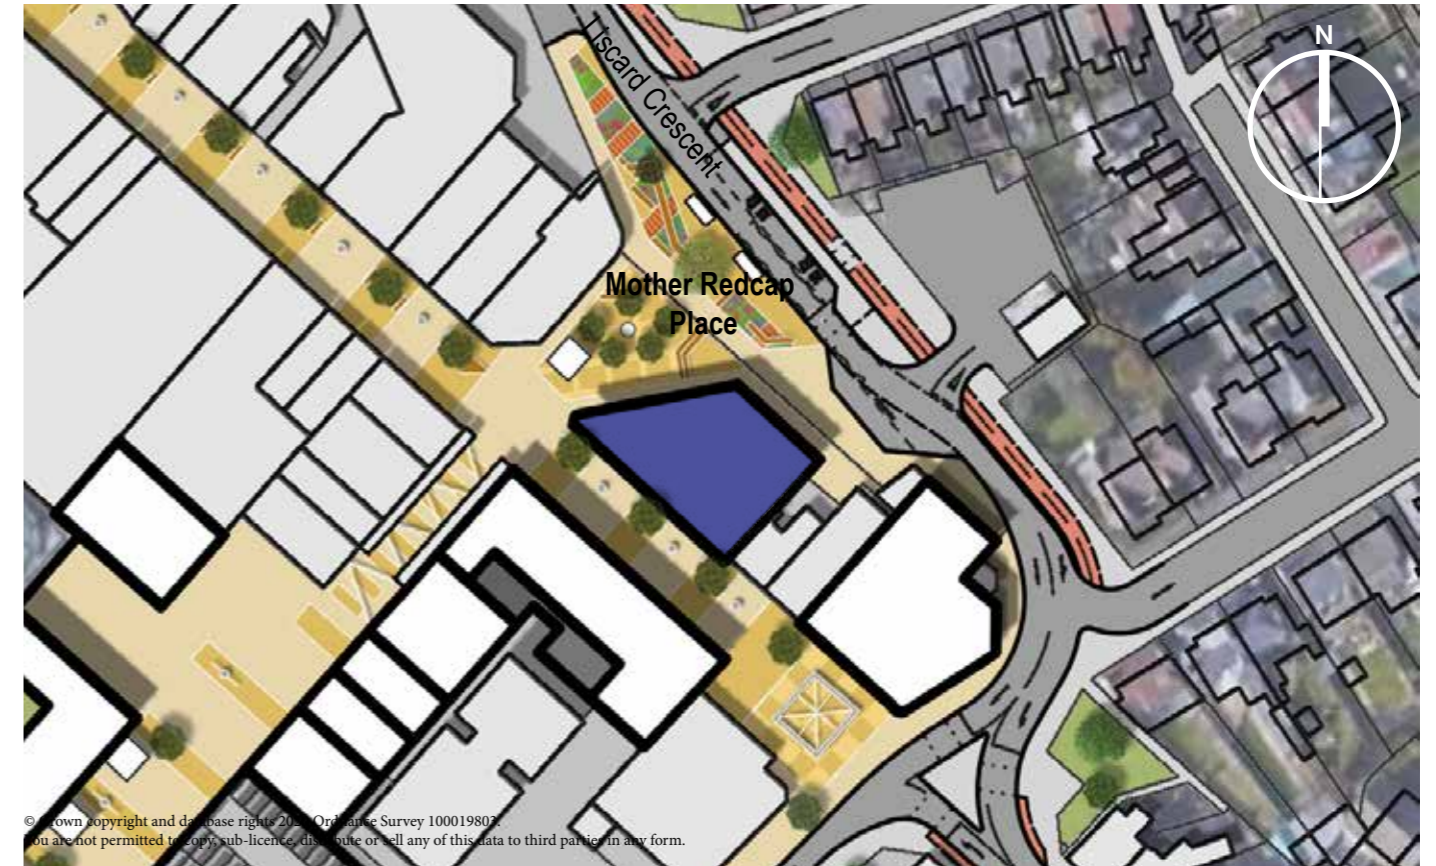 N
Liscard Crescent
Mother Redcap
Place
© Crown copyright and database rights Ordnance Survey 100019803.
You are not permitted to copy, sub-licence, distribute or sell any of this data to third parties in any form.